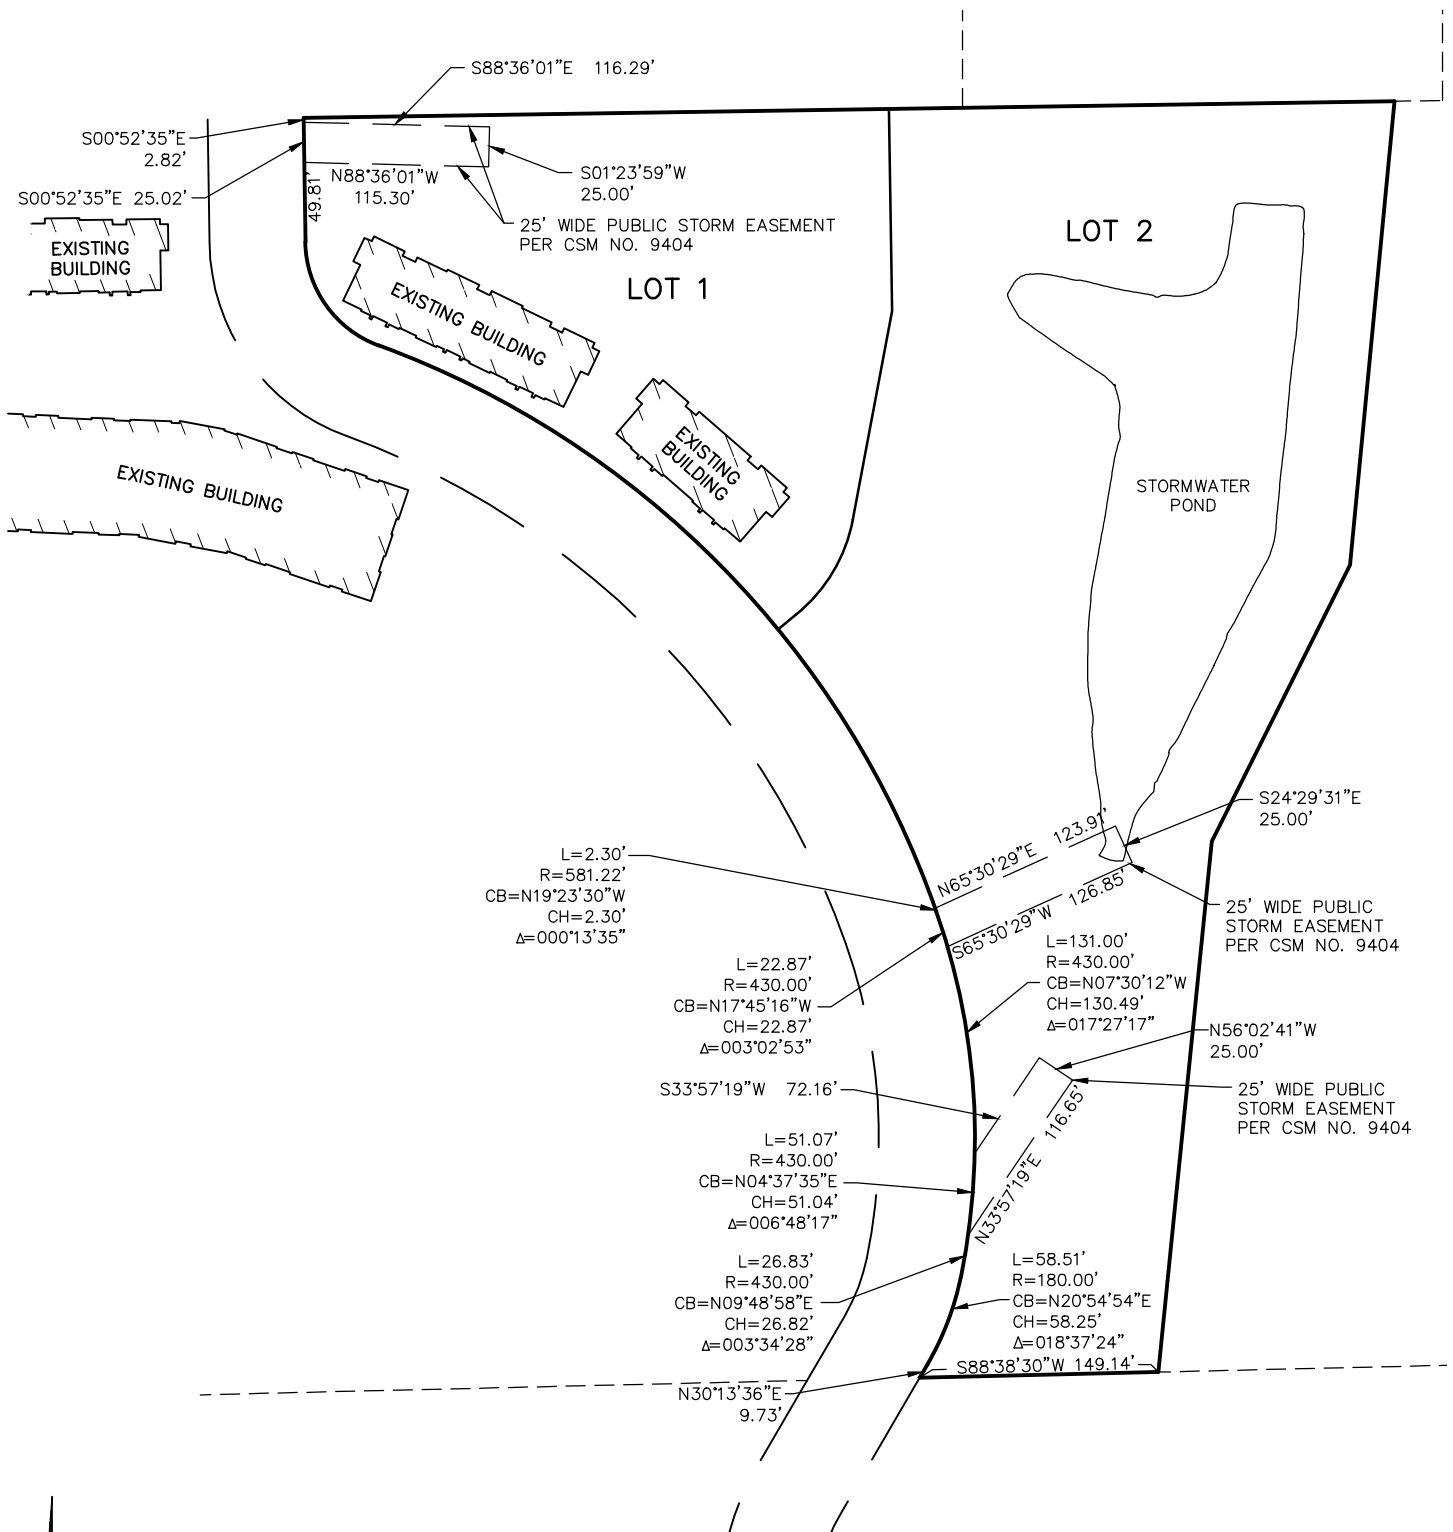 S88°36'01"E 116.29'
S00°52'35"E
2.82'
S00°52'35"E 25.02'
49.81'
N88°36'01"W
115.30'
S01°23'59"W
25.00'
25' WIDE PUBLIC STORM EASEMENT
PER CSM NO. 9404
LOT 1
LOT 2
EXISTING
BUILDING
EXISTING BUILDING
EXISTING
BUILDING
EXISTING BUILDING
STORMWATER
POND
S24°29'31"E
25.00'
N65°30'29"E 123.91'
S65°30'29"W 126.85'
25' WIDE PUBLIC
STORM EASEMENT
PER CSM NO. 9404
L=2.30'
R=581.22'
CB=N19°23'30"W
CH=2.30'
Δ=000°13'35"
L=22.87'
R=430.00'
CB=N17°45'16"W
CH=22.87'
Δ=003°02'53"
L=131.00'
R=430.00'
CB=N07°30'12"W
CH=130.49'
Δ=017°27'17"
N56°02'41"W
25.00'
S33°57'19"W 72.16'
25' WIDE PUBLIC
STORM EASEMENT
PER CSM NO. 9404
N33°57'19"E 116.65'
L=51.07'
R=430.00'
CB=N04°37'35"E
CH=51.04'
Δ=006°48'17"
L=26.83'
R=430.00'
CB=N09°48'58"E
CH=26.82'
Δ=003°34'28"
L=58.51'
R=180.00'
CB=N20°54'54"E
CH=58.25'
Δ=018°37'24"
S88°38'30"W 149.14'
N30°13'36"E
9.73'